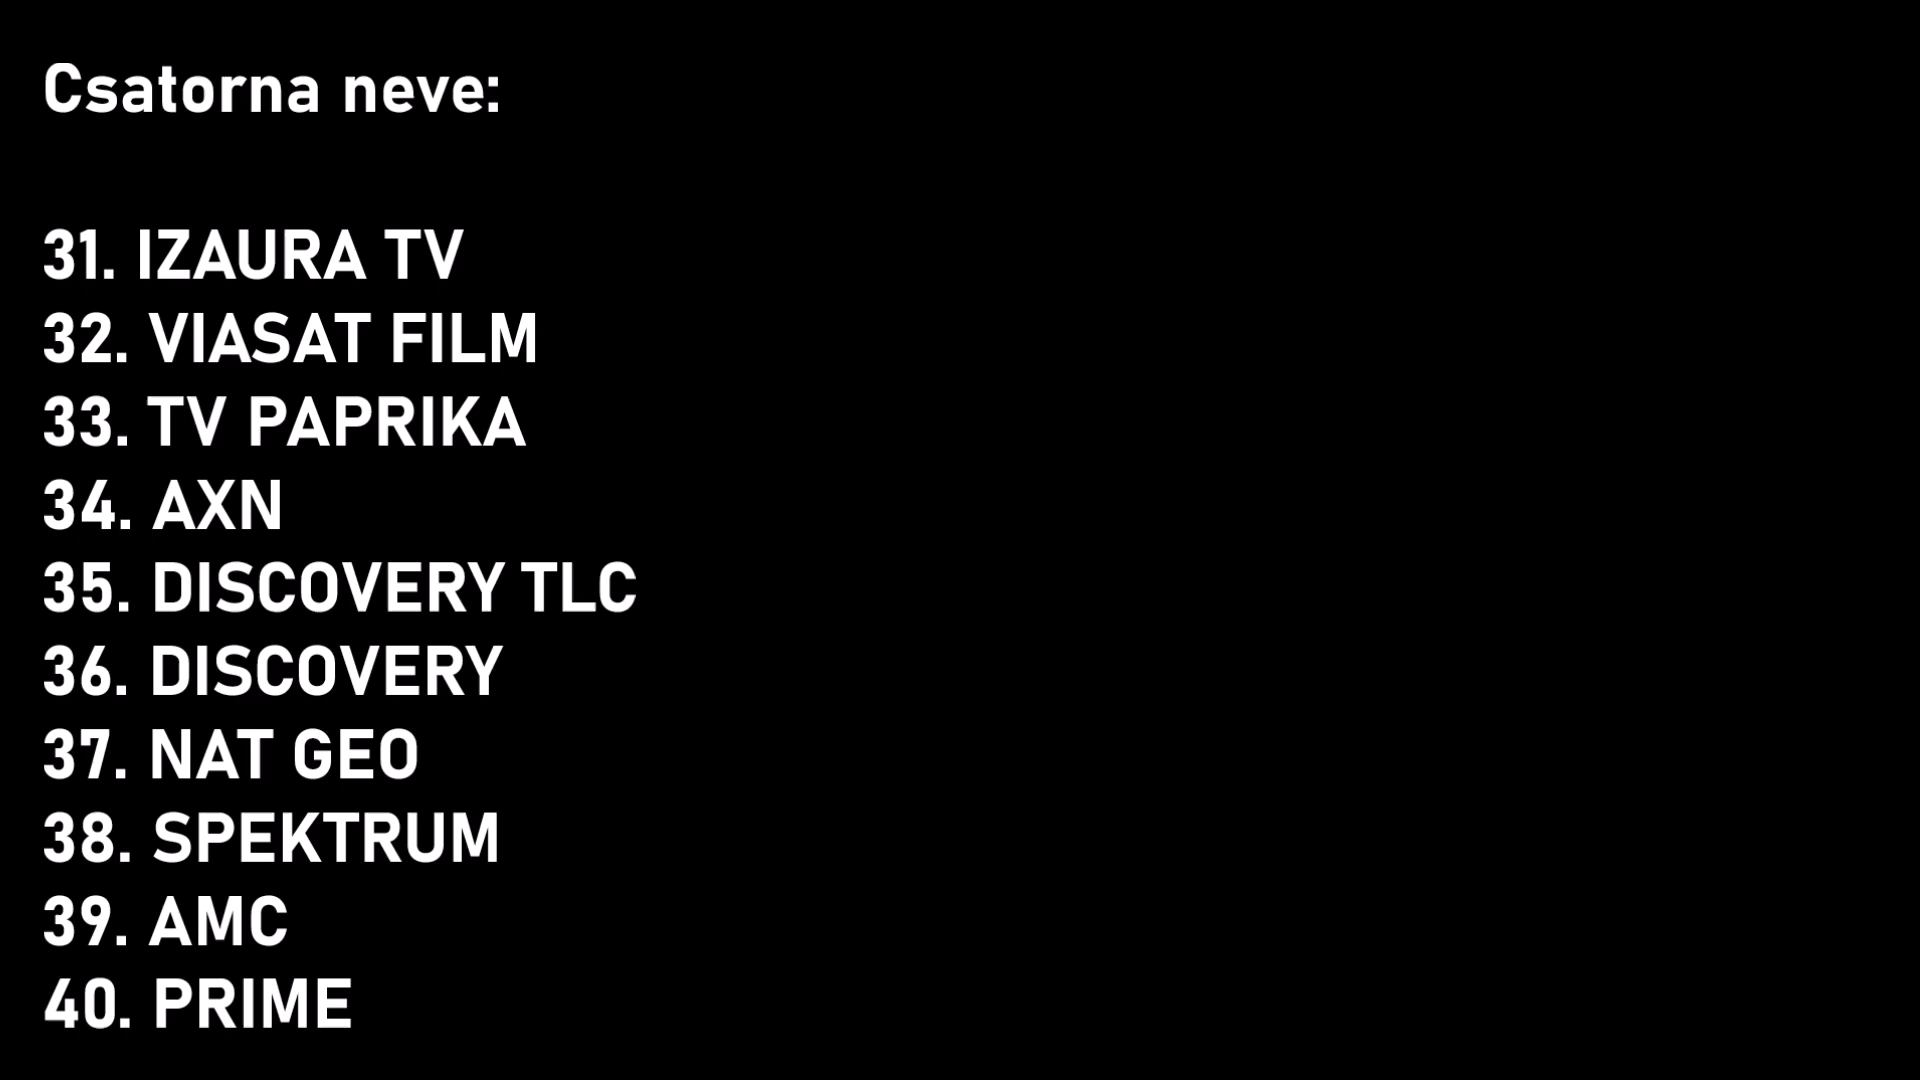 Csatorna neve:
31. IZAURA TV
32. VIASAT FILM
33. TV PAPRIKA
34. AXN
35. DISCOVERY TLC
36. DISCOVERY
37. NAT GEO
38. SPEKTRUM
39. AMC
40. PRIME